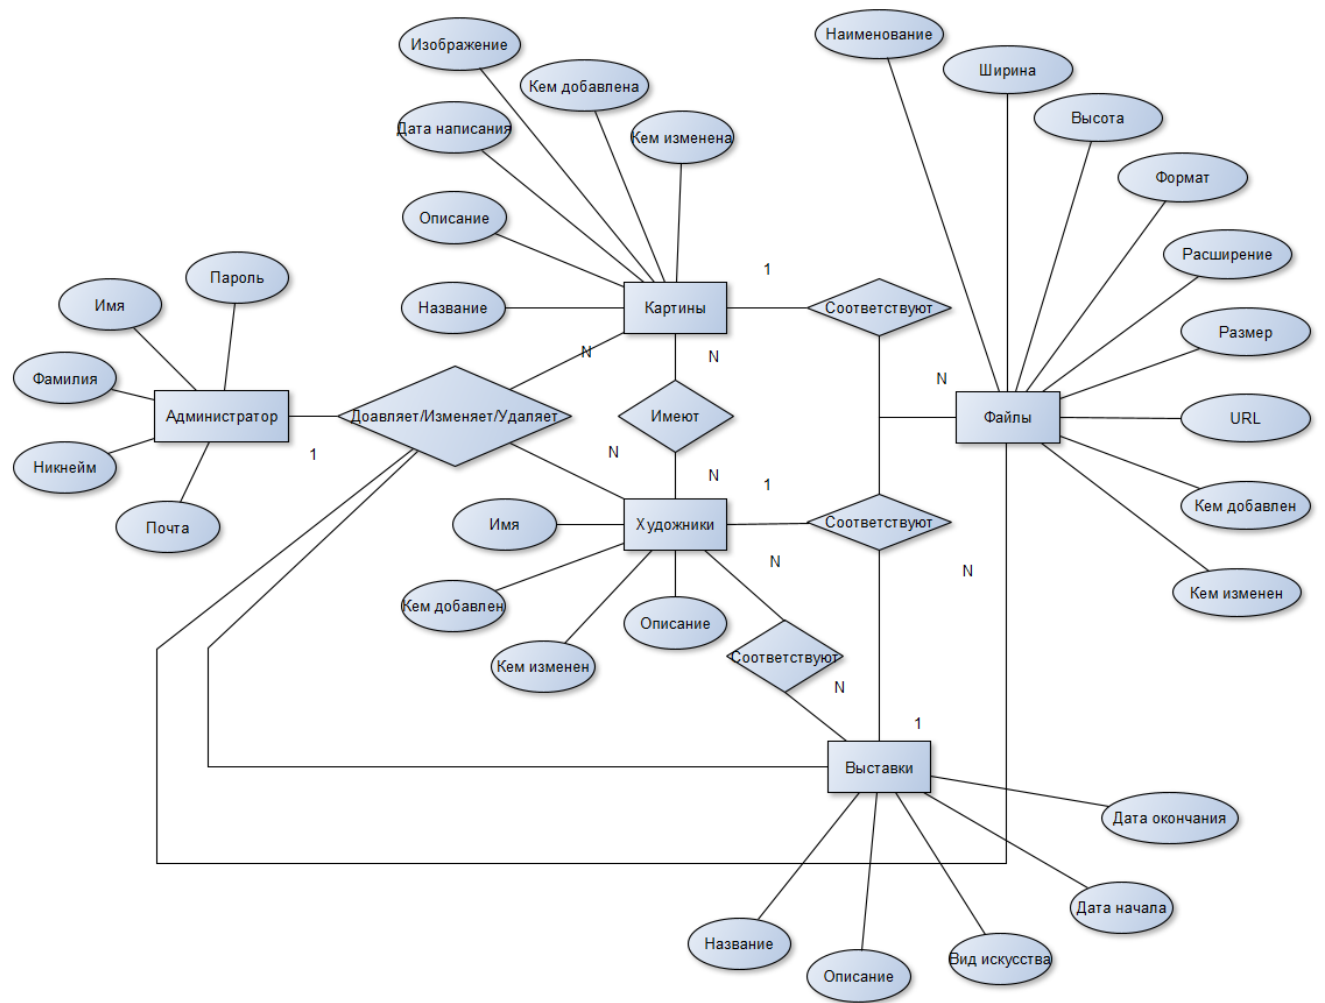 Наименование
Изображение
Ширина
Кем добавлена
Высота
Дата написания
Кем изменена
Формат
Описание
Расширение
Пароль
1
Имя
Название
Картины
Соответствуют
Размер
N
N
Фамилия
N
Администратор
Доавляет/Изменяет/Удаляет
Имеют
Файлы
URL
1
N
Никнейм
N
1
Кем добавлен
Почта
Имя
Художники
Соответствуют
N
N
Кем изменен
Кем добавлен
Описание
Кем изменен
Соответствуют
N
1
Выставки
Дата окончания
Дата начала
Название
Вид искусства
Описание